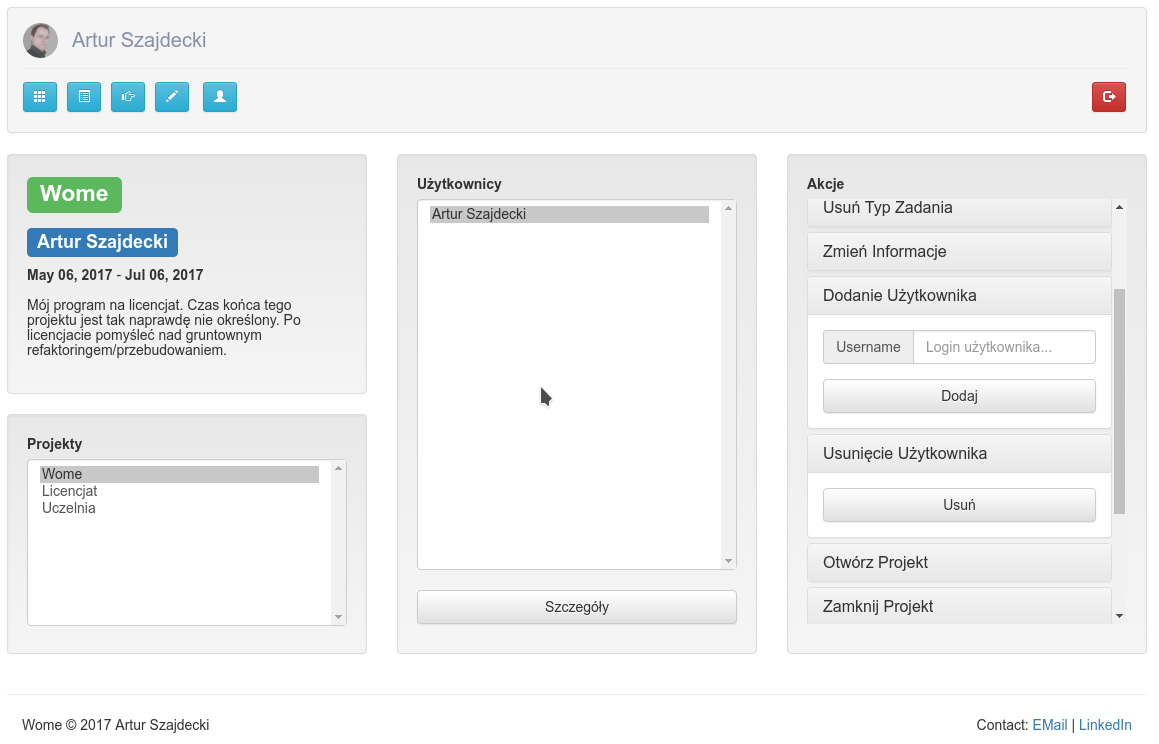 Artur Szajdecki
Wome
Artur Szajdecki
May 06, 2017 - Jul 06, 2017
Mój program na licencjat. Czas końca tego
projektu jest tak naprawdę nie określony. Po
licencjacie pomyśleć nad gruntownym
refaktoringem/przebudowaniem.
Projekty
Wome
Licencjat
Uczelnia
Użytkownicy
Artur Szajdecki
Szczegóły
Akcje
Usuń Typ Zadania
Zmień Informacje
Dodanie Użytkownika
Username Login użytkownika...
Dodaj
Usunięcie Użytkownika
Usuń
Otwórz Projekt
Zamknij Projekt
Wome © 2017 Artur Szajdecki
Contact: EMail | LinkedIn